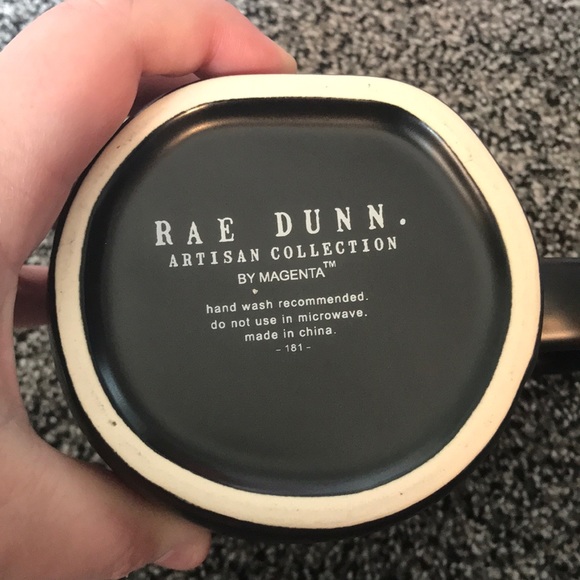 RAE DUNN.
ARTISAN COLLECTION
BY MAGENTA™
hand wash recommended.
do not use in microwave.
made in china.
- 181 -